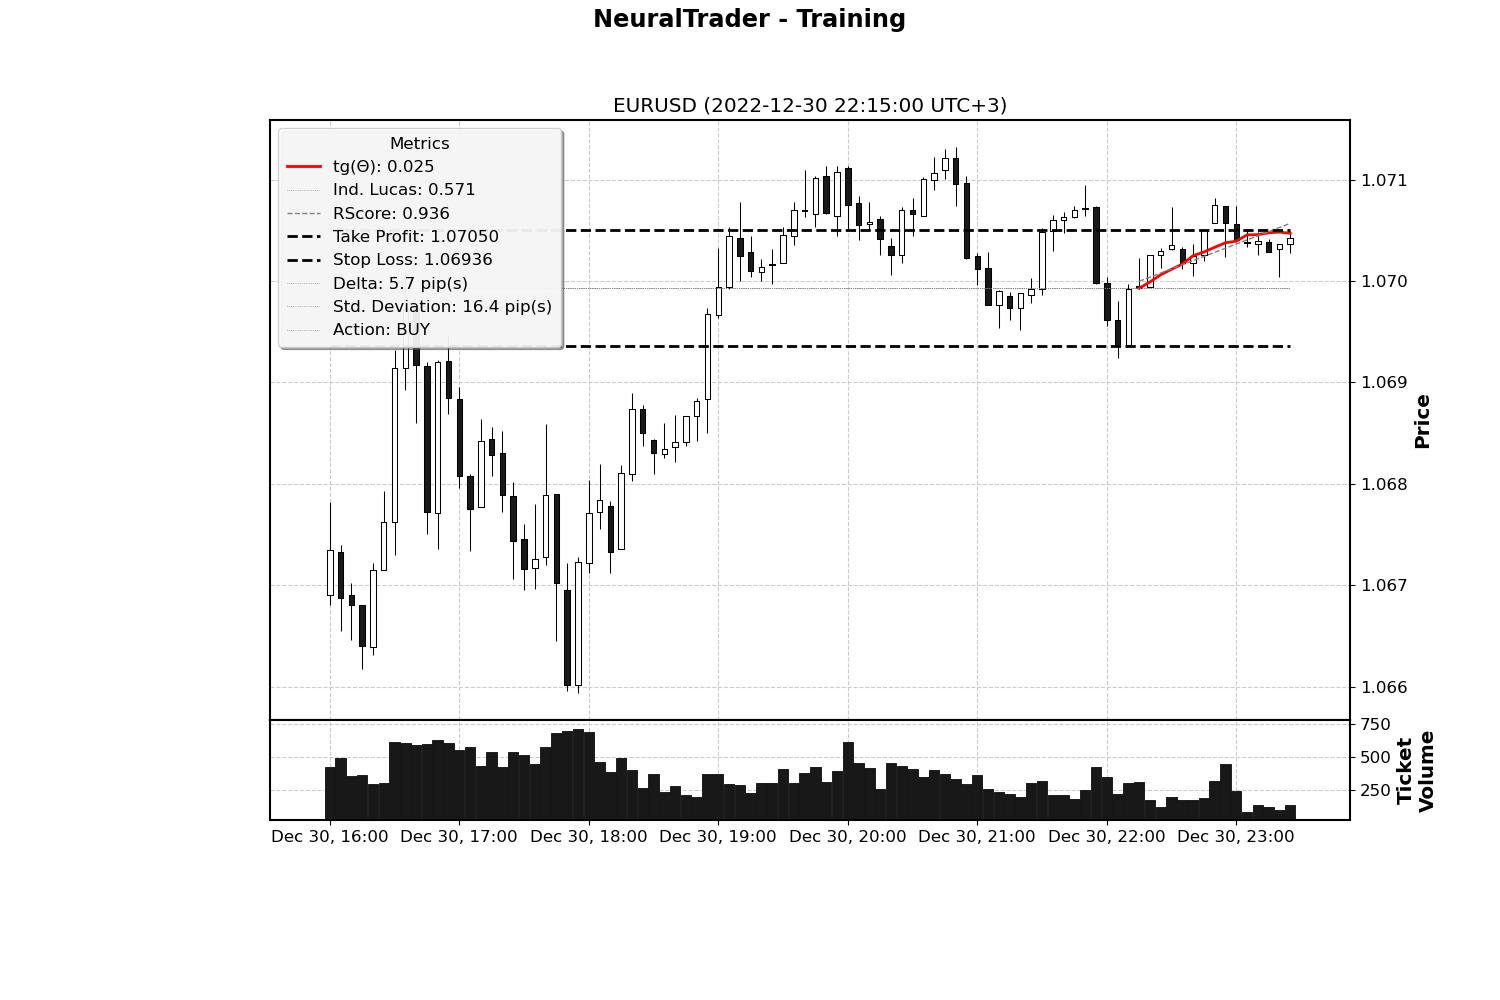 NeuralTrader - Training
EURUSD (2022-12-30 22:15:00 UTC+3)
Metrics
tg(Θ): 0.025
Ind. Lucas: 0.571
RScore: 0.936
Take Profit: 1.07050
Stop Loss: 1.06936
Delta: 5.7 pip(s)
Std. Deviation: 16.4 pip(s)
Action: BUY
1.071
1.070
1.069
1.068
1.067
1.066
Price
750
500
250
Ticket
Volume
Dec 30, 16:00 Dec 30, 17:00 Dec 30, 18:00 Dec 30, 19:00 Dec 30, 20:00 Dec 30, 21:00 Dec 30, 22:00 Dec 30, 23:00